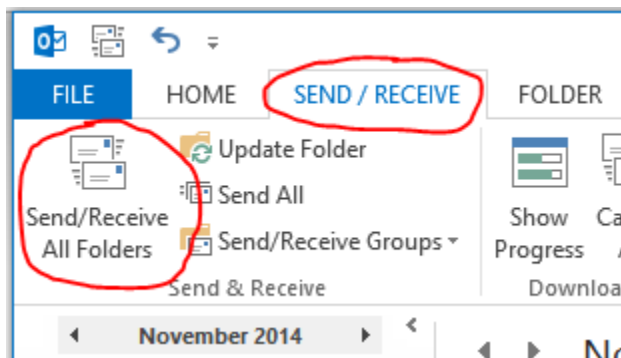 FILE HOME SEND / RECEIVE FOLDER
Update Folder
Send All
Send/Receive Groups
Send/Receive
All Folders
Show
Progress
Send & Receive
November 2014